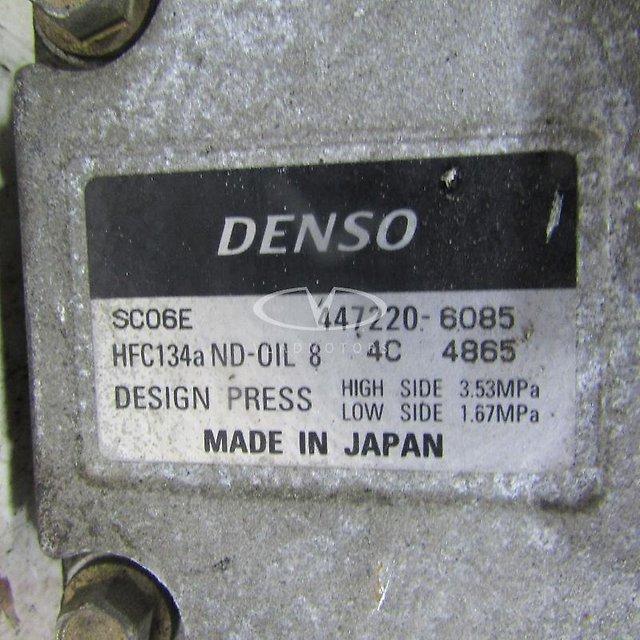 DENSO
SC06E 447220-6085
HFC134a ND-OIL 8 4C 4865
DESIGN PRESS HIGH SIDE 3.53MPa
LOW SIDE 1.67MPa
MADE IN JAPAN